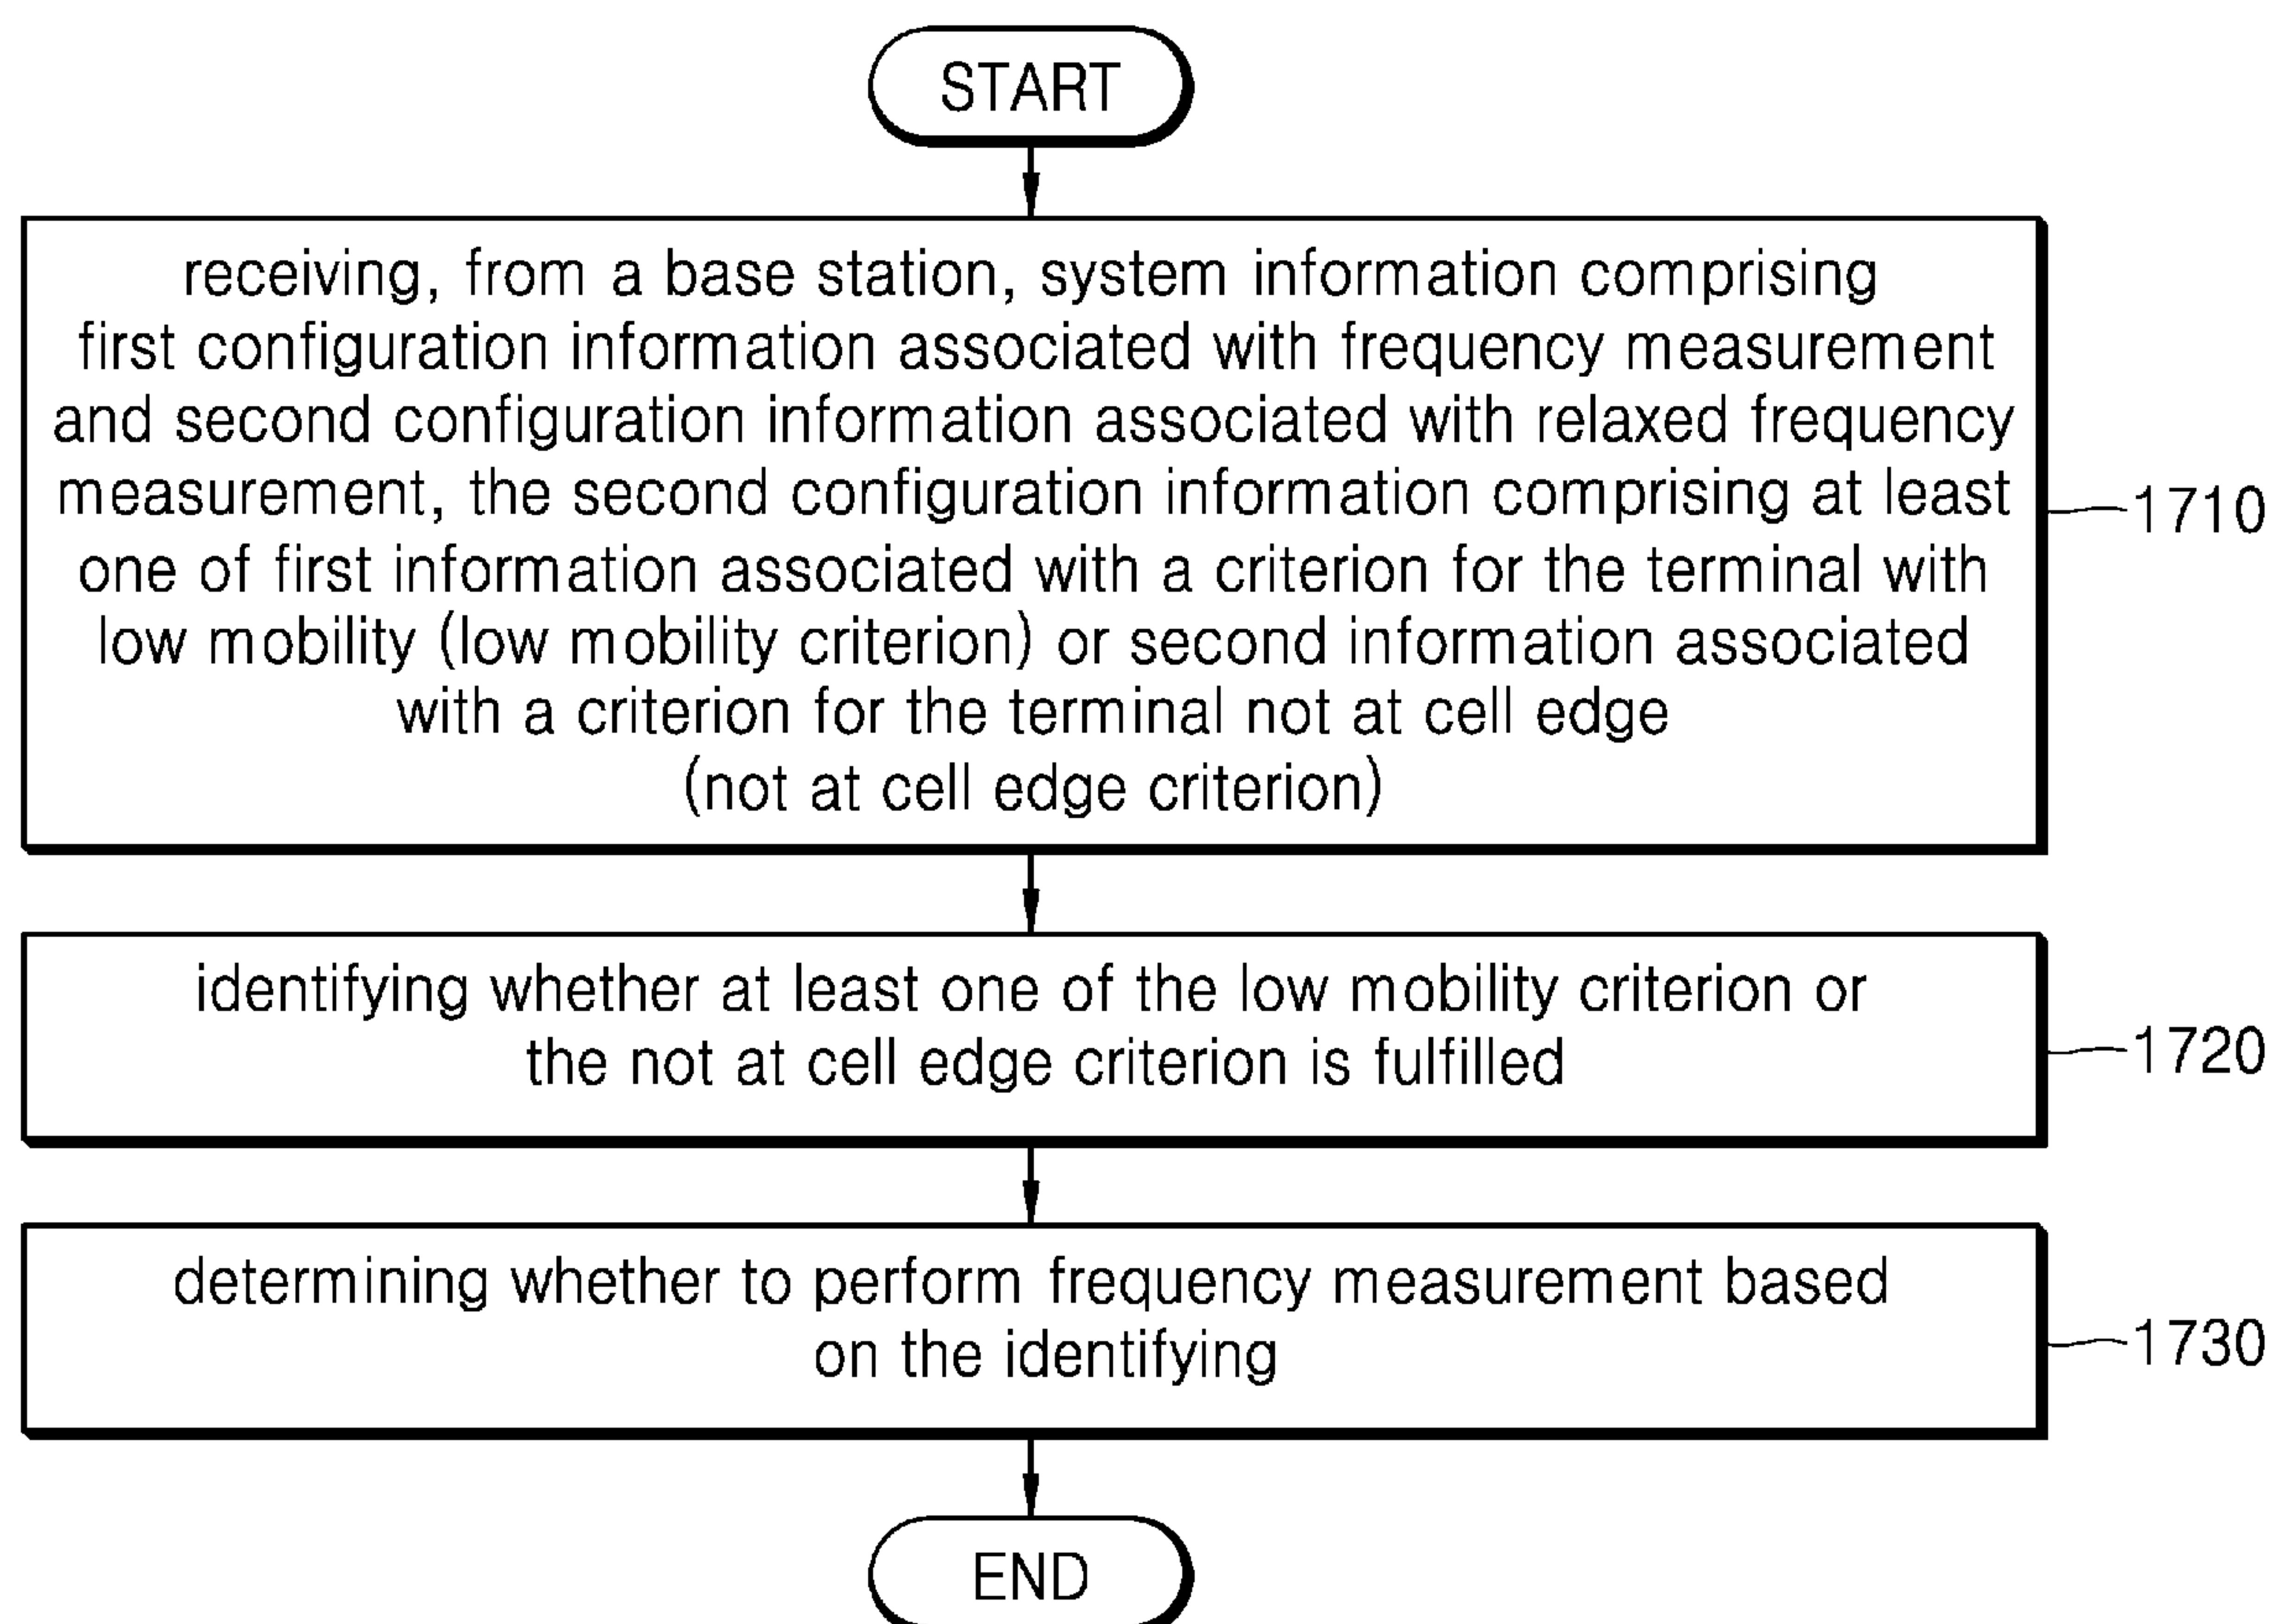 START
receiving, from a base station, system information comprising
first configuration information associated with frequency measurement
and second configuration information associated with relaxed frequency
measurement, the second configuration information comprising at least
one of first information associated with a criterion for the terminal with
low mobility (low mobility criterion) or second information associated
with a criterion for the terminal not at cell edge
(not at cell edge criterion)
1710
identifying whether at least one of the low mobility criterion or
the not at cell edge criterion is fulfilled
1720
determining whether to perform frequency measurement based
on the identifying
1730
END